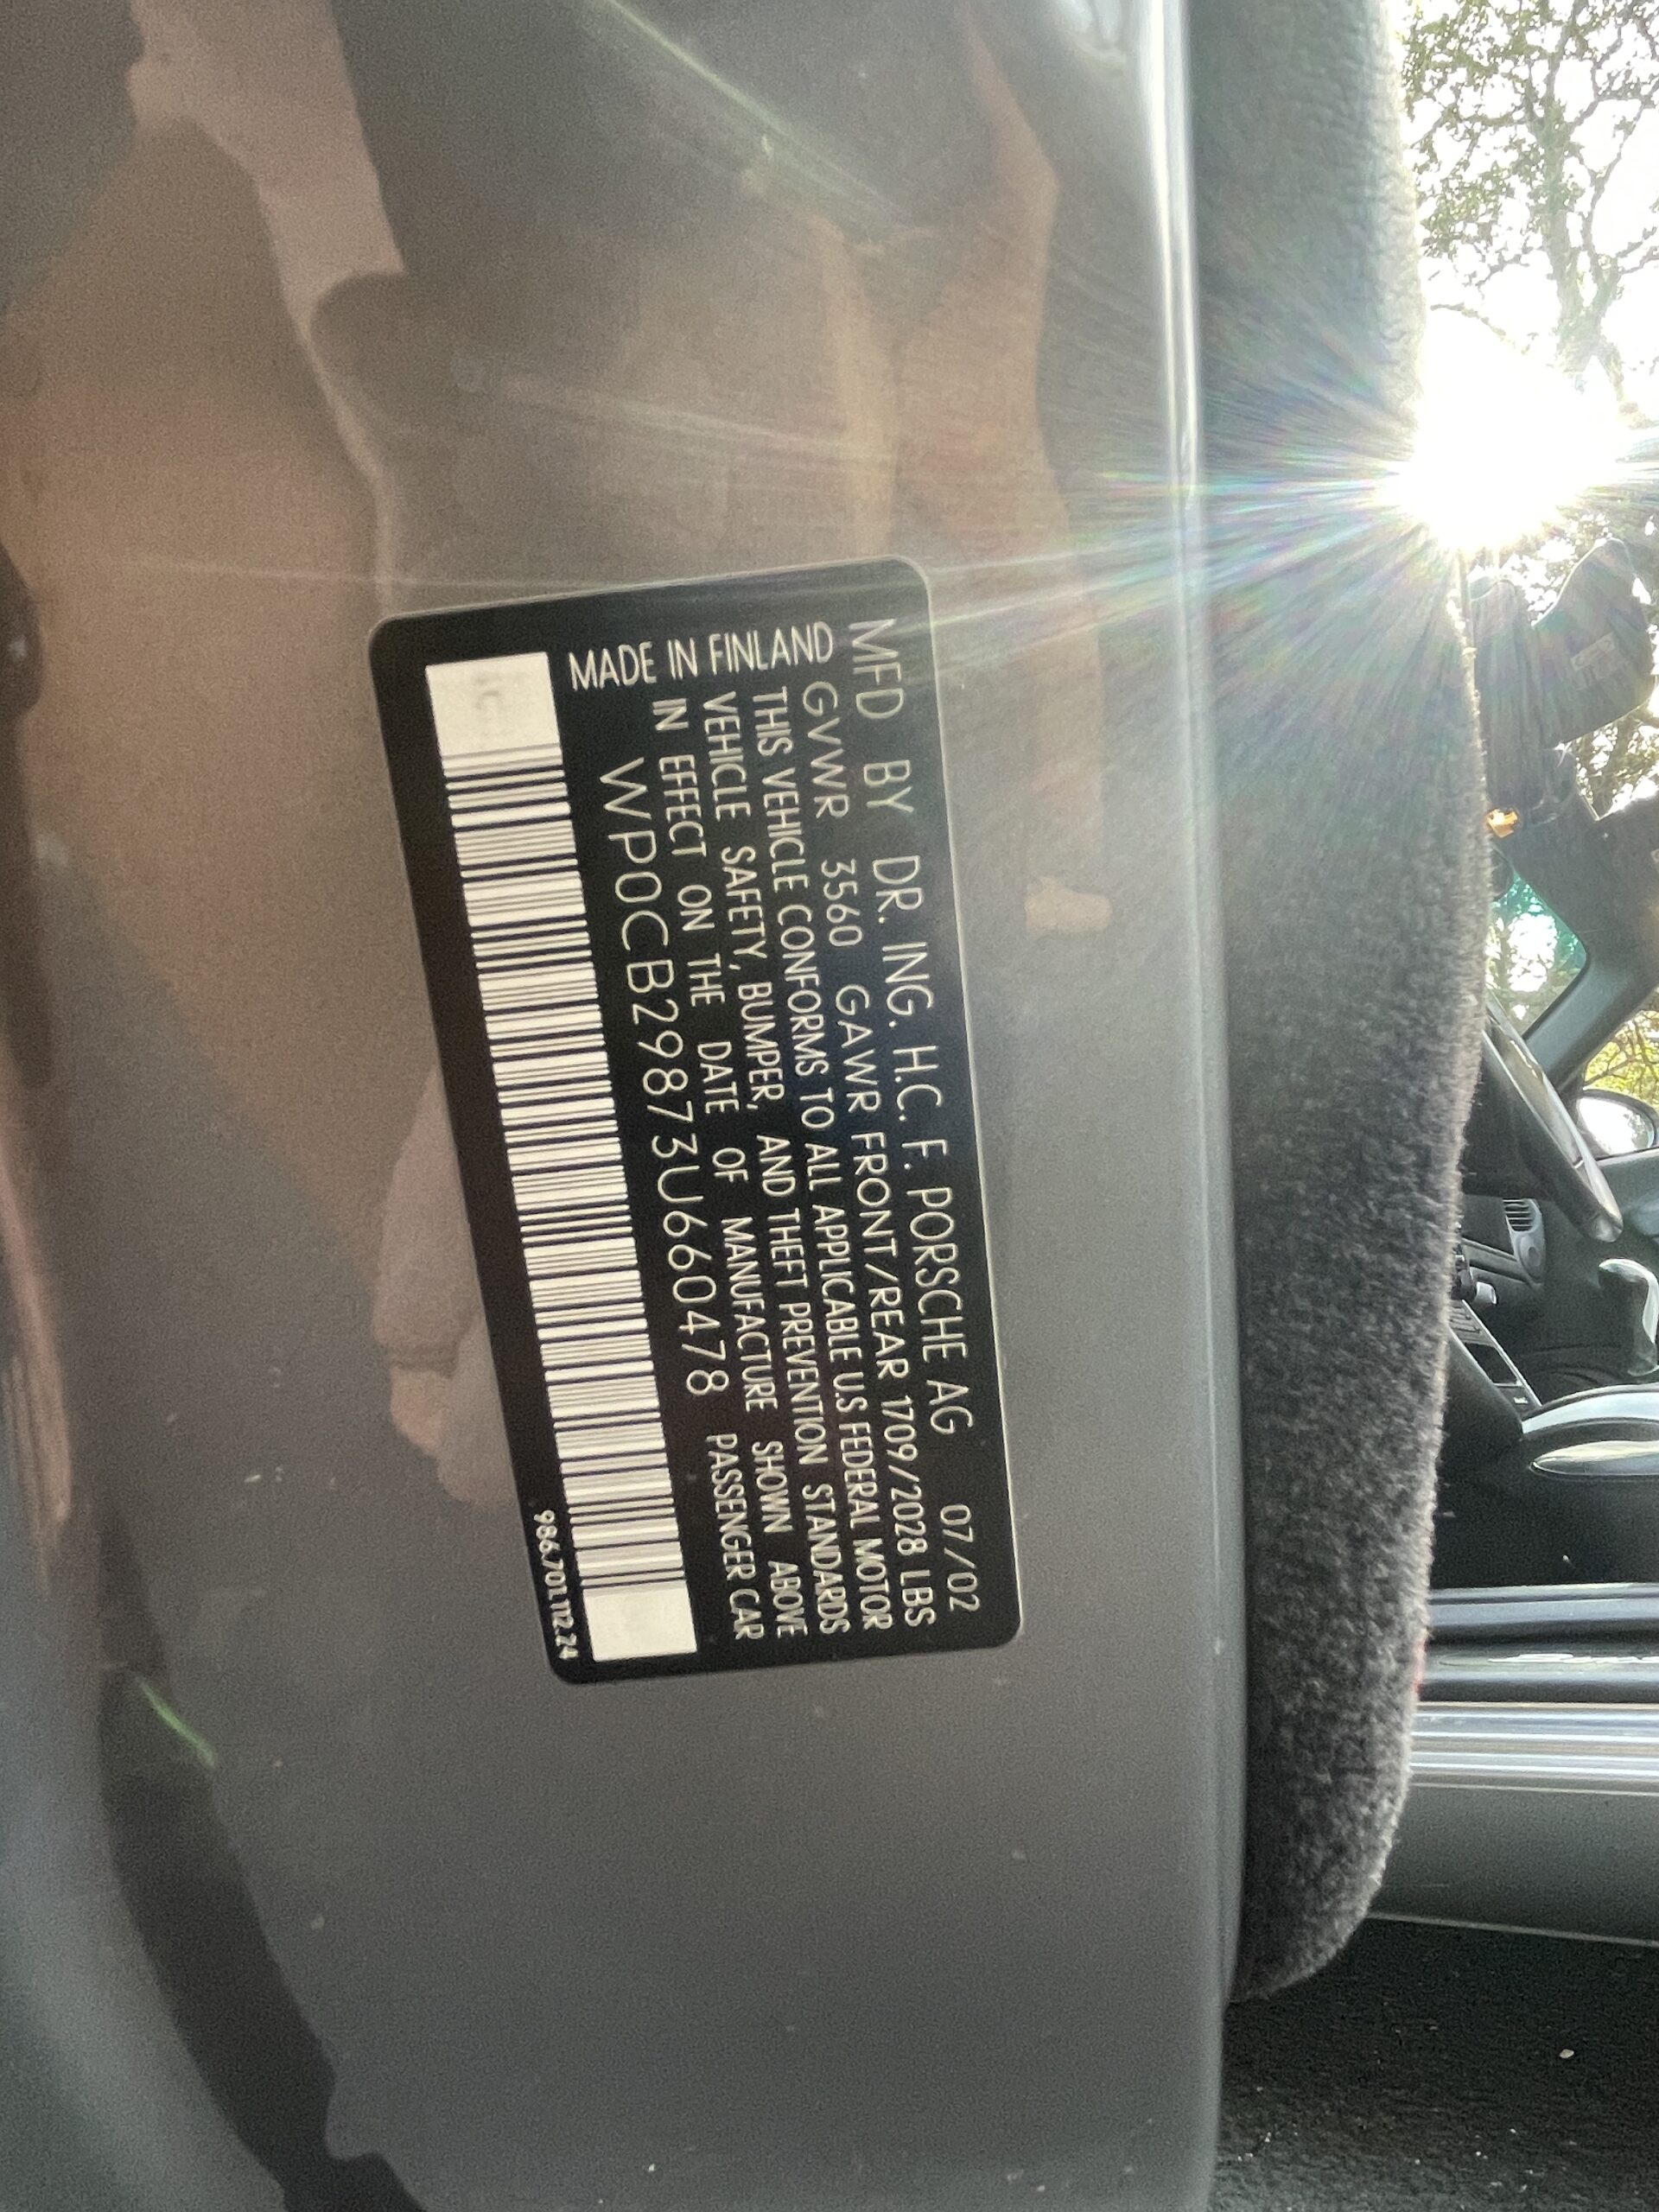 MFD BY DR. ING. H.C. F. PORSCHE AG 07/02
GVWR 3560 GAWR FRONT/REAR 1709/2028 LBS
THIS VEHICLE CONFORMS TO ALL APPLICABLE U.S FEDERAL MOTOR
VEHICLE SAFETY, BUMPER, AND THEFT PREVENTION STANDARDS
IN EFFECT ON THE DATE OF MANUFACTURE SHOWN ABOVE
WP0CB29873U660478 PASSENGER CAR
MADE IN FINLAND
986.701.112.24